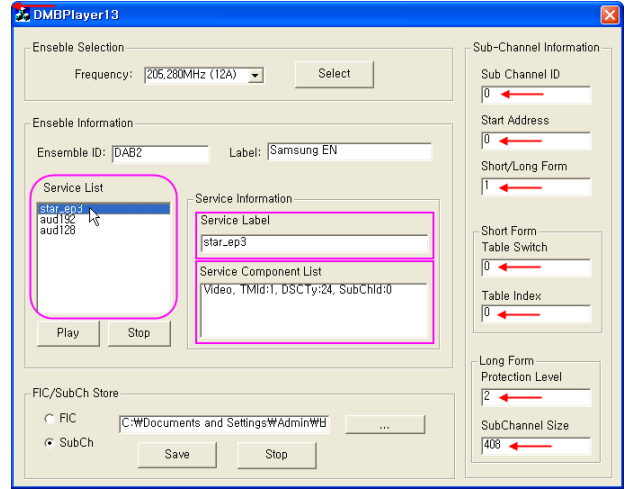 DMBPlayer13
Enseble Selection
Frequency: 205,280MHz (12A)
Select
Enseble Information
Ensemble ID: DAB2
Label: Samsung EN
Service List
star_ep3
aud192
aud128
Play
Stop
Service Information
Service Label
star_ep3
Service Component List
Video, TMId:1, DSCTy:24, SubChId:0
FIC/SubCh Store
FIC
SubCh
C:₩Documents and Settings₩Admin₩
...
Save
Stop
Sub-Channel Information
Sub Channel ID
0
Start Address
0
Short/Long Form
1
Short Form
Table Switch
0
Table Index
0
Long Form
Protection Level
2
SubChannel Size
408